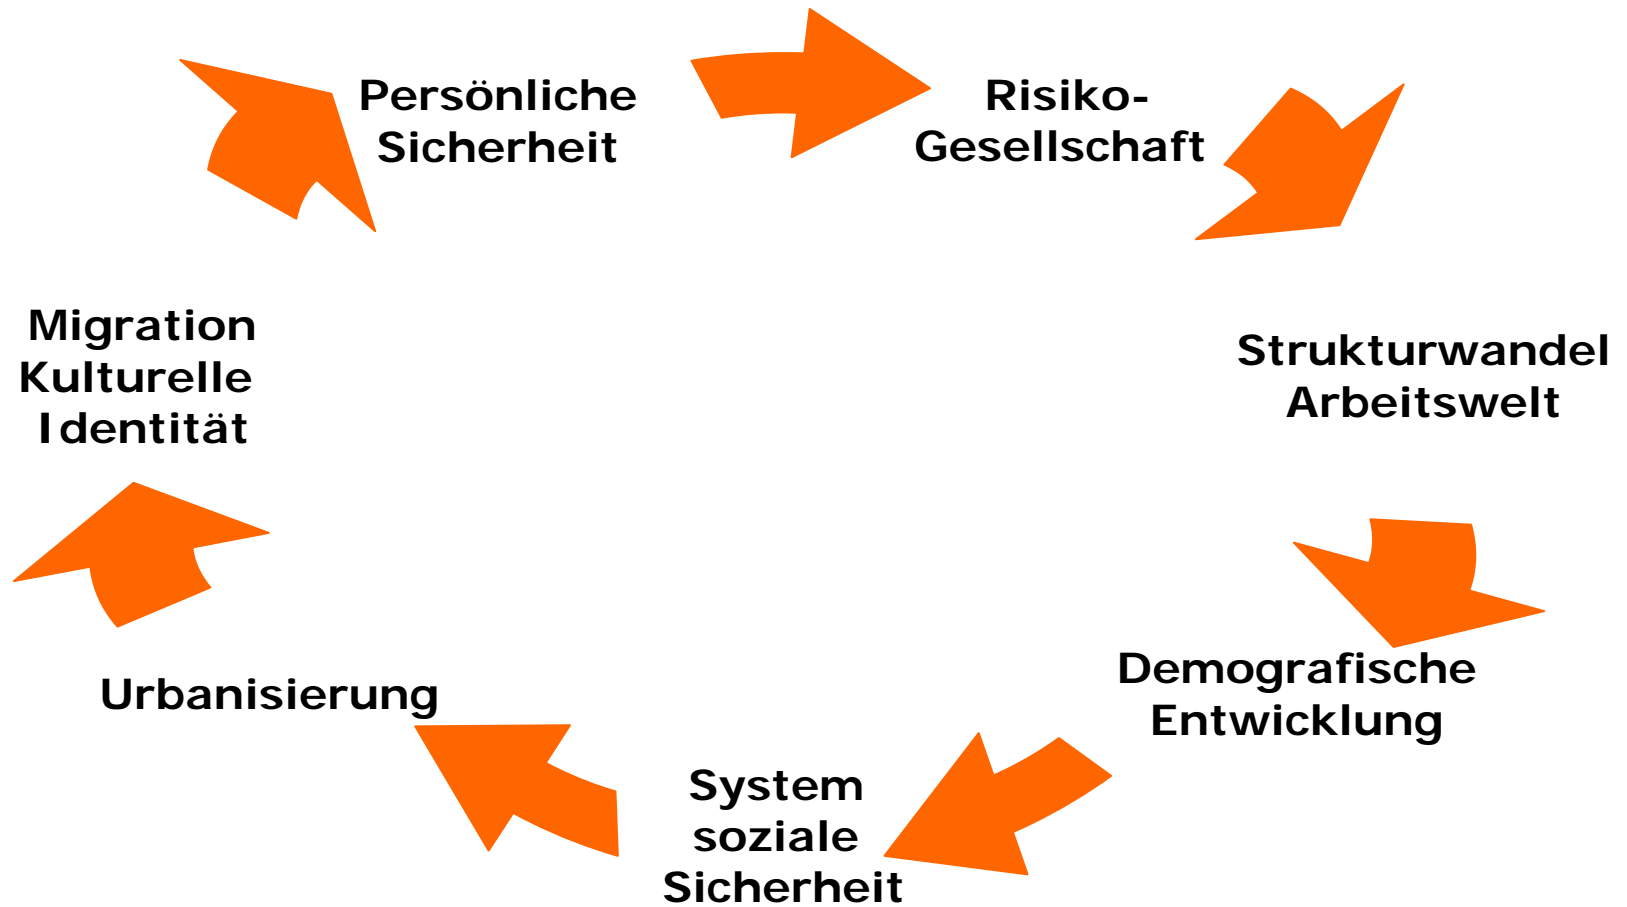 Persönliche
Sicherheit
Risiko-
Gesellschaft
Strukturwandel
Arbeitswelt
Demografische
Entwicklung
System
soziale
Sicherheit
Urbanisierung
Migration
Kulturelle
Identität